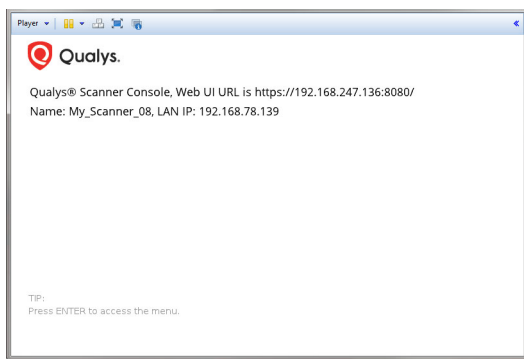 Player
Qualys.
Qualys® Scanner Console, Web UI URL is https://192.168.247.136:8080/
Name: My_Scanner_08, LAN IP: 192.168.78.139
TIP:
Press ENTER to access the menu.